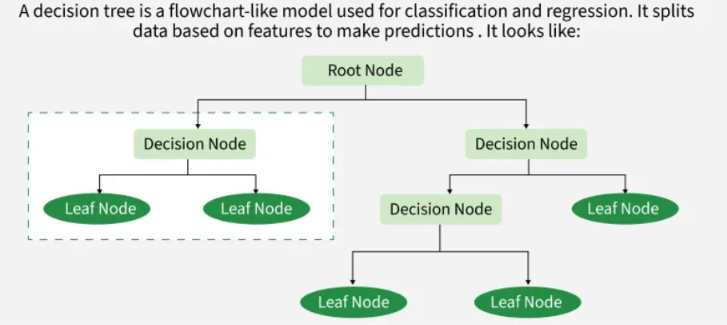 A decision tree is a flowchart-like model used for classification and regression. It splits
data based on features to make predictions . It looks like:
Root Node
Decision Node
Decision Node
Leaf Node
Leaf Node
Decision Node
Leaf Node
Leaf Node
Leaf Node